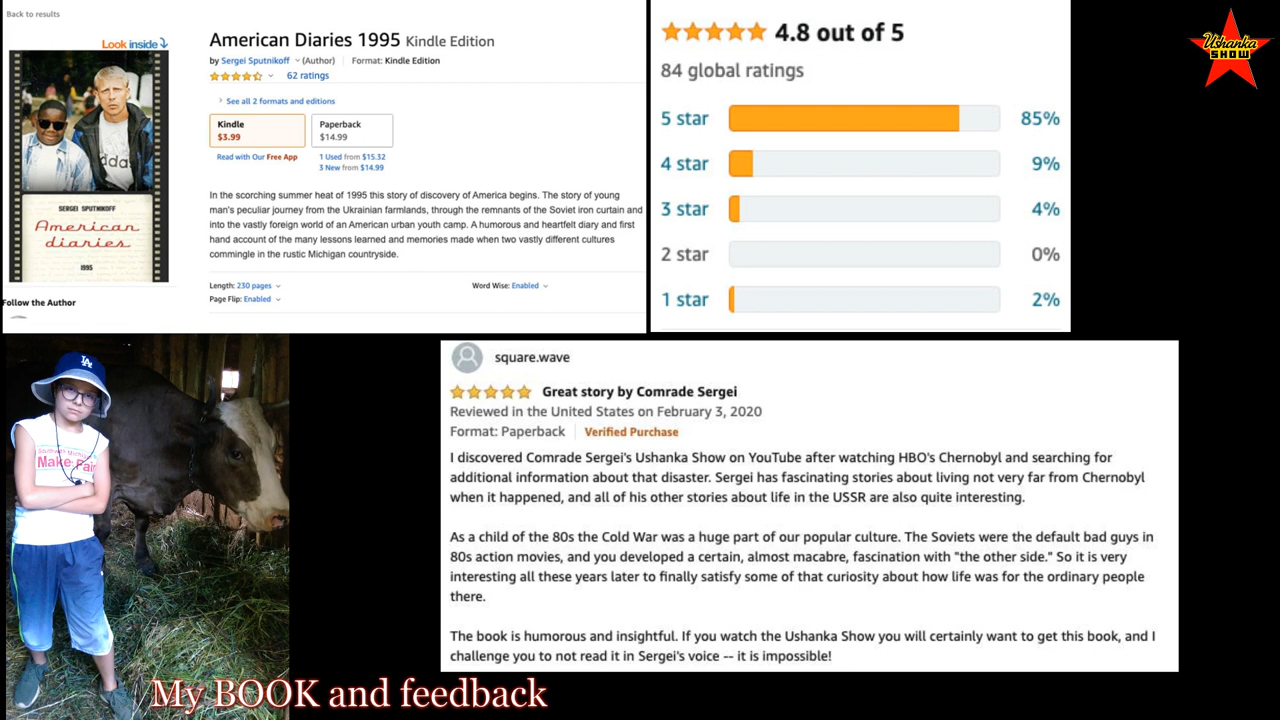 Back to results
Look inside
SERGEI SPUTNIKOFF
American
diaries
1995
Follow the Author
American Diaries 1995 Kindle Edition
by Sergei Sputnikoff (Author) Format: Kindle Edition
62 ratings
See all 2 formats and editions
Kindle
$3.99
Paperback
$14.99
Read with Our Free App
1 Used from $15.32
3 New from $14.99
In the scorching summer heat of 1995 this story of discovery of America begins. The story of young
man's peculiar journey from the Ukrainian farmlands, through the remnants of the Soviet iron curtain and
into the vastly foreign world of an American urban youth camp. A humorous and heartfelt diary and first
hand account of the many lessons learned and memories made when two vastly different cultures
commingle in the rustic Michigan countryside.
Length: 230 pages
Word Wise: Enabled
Page Flip: Enabled
4.8 out of 5
84 global ratings
5 star 85%
4 star 9%
3 star 4%
2 star 0%
1 star 2%
Ushanka
SHOW
LA
Make Fair
square.wave
Great story by Comrade Sergei
Reviewed in the United States on February 3, 2020
Format: Paperback Verified Purchase
I discovered Comrade Sergei's Ushanka Show on YouTube after watching HBO's Chernobyl and searching for
additional information about that disaster. Sergei has fascinating stories about living not very far from Chernobyl
when it happened, and all of his other stories about life in the USSR are also quite interesting.
As a child of the 80s the Cold War was a huge part of our popular culture. The Soviets were the default bad guys in
80s action movies, and you developed a certain, almost macabre, fascination with "the other side." So it is very
interesting all these years later to finally satisfy some of that curiosity about how life was for the ordinary people
there.
The book is humorous and insightful. If you watch the Ushanka Show you will certainly want to get this book, and I
challenge you to not read it in Sergei's voice -- it is impossible!
My BOOK and feedback